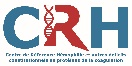 CRH
Centre de Référence Hémophilie et autres déficits
constitutionnels en protéines de la coagulation